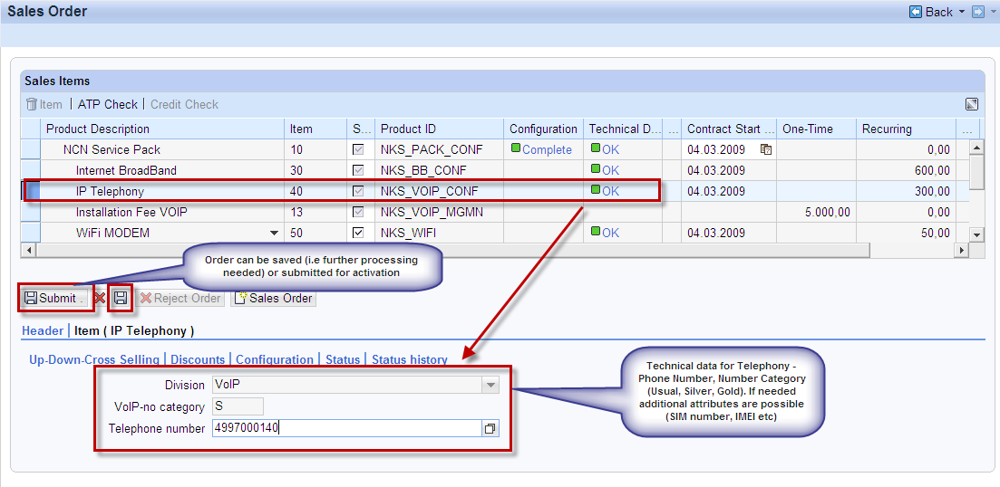 Sales Order
Back
Sales Items
Item | ATP Check | Credit Check
Product Description Item S... Product ID Configuration Technical D... ... Contract Start ... One-Time Recurring ...
NCN Service Pack 10 NKS_PACK_CONF Complete OK 04.03.2009 0,00
Internet BroadBand 30 NKS_BB_CONF OK 04.03.2009 600,00
IP Telephony 40 NKS_VOIP_CONF OK 04.03.2009 300,00
Installation Fee VOIP 13 NKS_VOIP_MGMN 5.000,00 0,00
WiFi MODEM 50 NKS_WIFI OK 04.03.2009 50,00
Order can be saved (i.e further processing
needed) or submitted for activation
Submit . Reject Order Sales Order
Header | Item ( IP Telephony )
Up-Down-Cross Selling | Discounts | Configuration | Status | Status history
Division VoIP
VoIP-no category S
Telephone number 4997000140
Technical data for Telephony -
Phone Number, Number Category
(Usual, Silver, Gold). If needed
additional attributes are possible
(SIM number, IMEI etc)